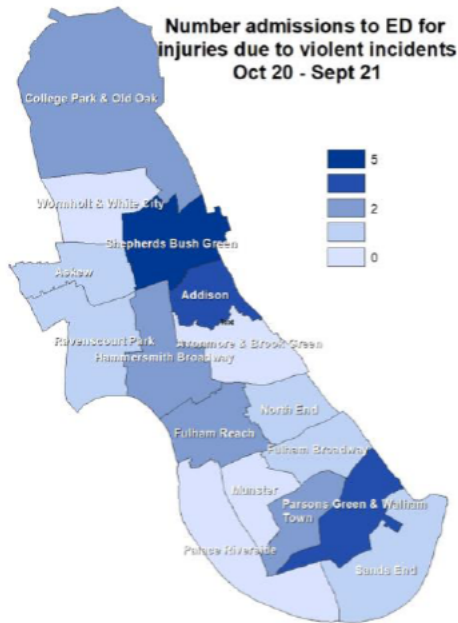 Number admissions to ED for
injuries due to violent incidents
Oct 20 - Sept 21
College Park & Old Oak
5
2
0
Wormholt & White City
Shepherds Bush Green
Askew
Addison
Ravenscourt Park
Avonmore & Brook Green
Hammersmith Broadway
North End
Fulham Reach
Fulham Broadway
Munster
Parsons Green & Walham
Town
Palace Riverside
Sands End